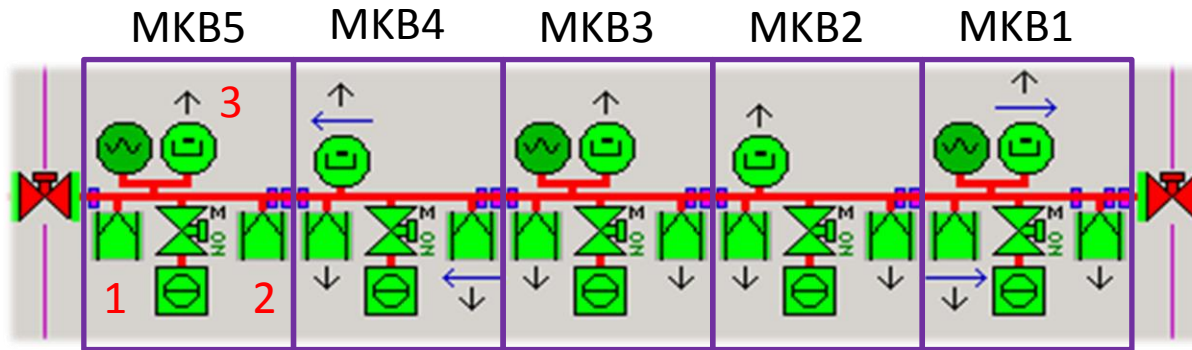 MKB5 MKB4 MKB3 MKB2 MKB1
3
M M M M M
NO NO NO NO NO
1 2